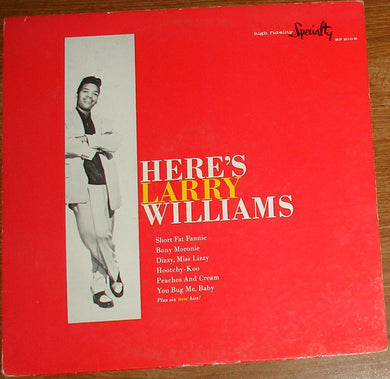 high fidelity Specialty
SP 2109
HERE'S
LARRY
WILLIAMS
Short Fat Fannie
Bony Moronie
Dizzy, Miss Lizzy
Hootchy-Koo
Peaches And Cream
You Bug Me, Baby
Plus six new hits!